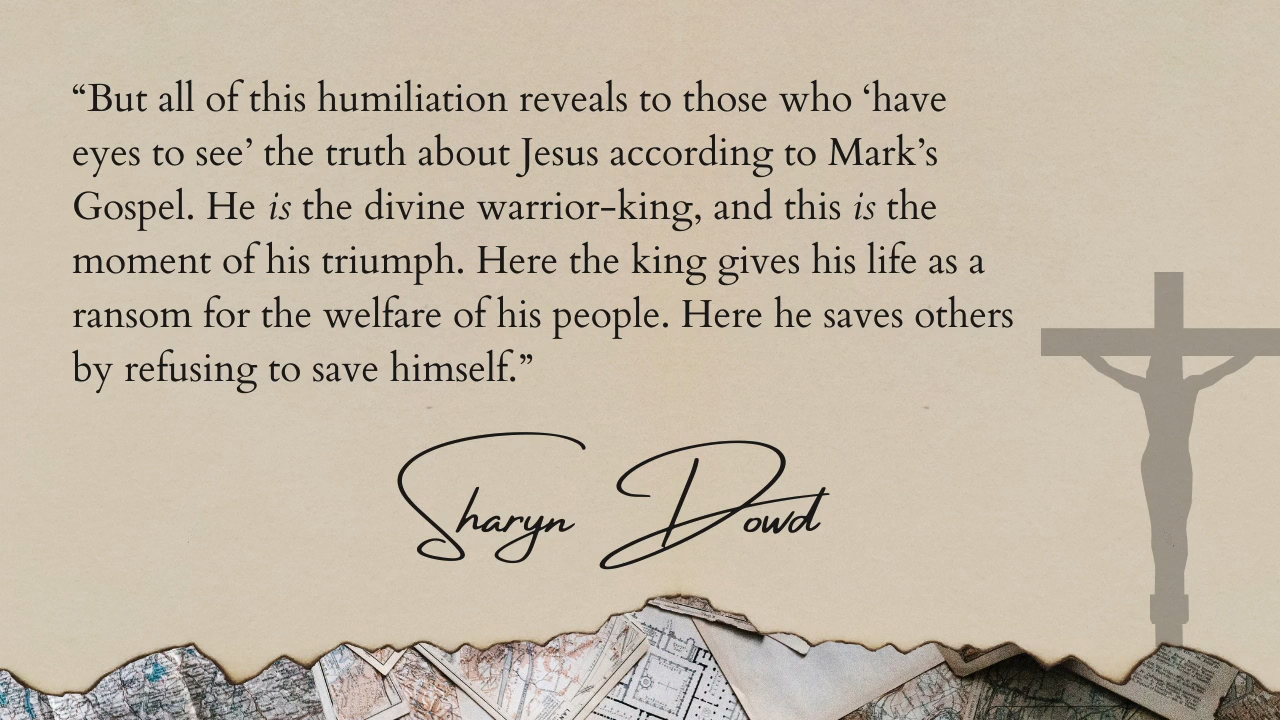 “But all of this humiliation reveals to those who ‘have
eyes to see’ the truth about Jesus according to Mark’s
Gospel. He is the divine warrior-king, and this is the
moment of his triumph. Here the king gives his life as a
ransom for the welfare of his people. Here he saves others
by refusing to save himself.”
Sharyn Dowd